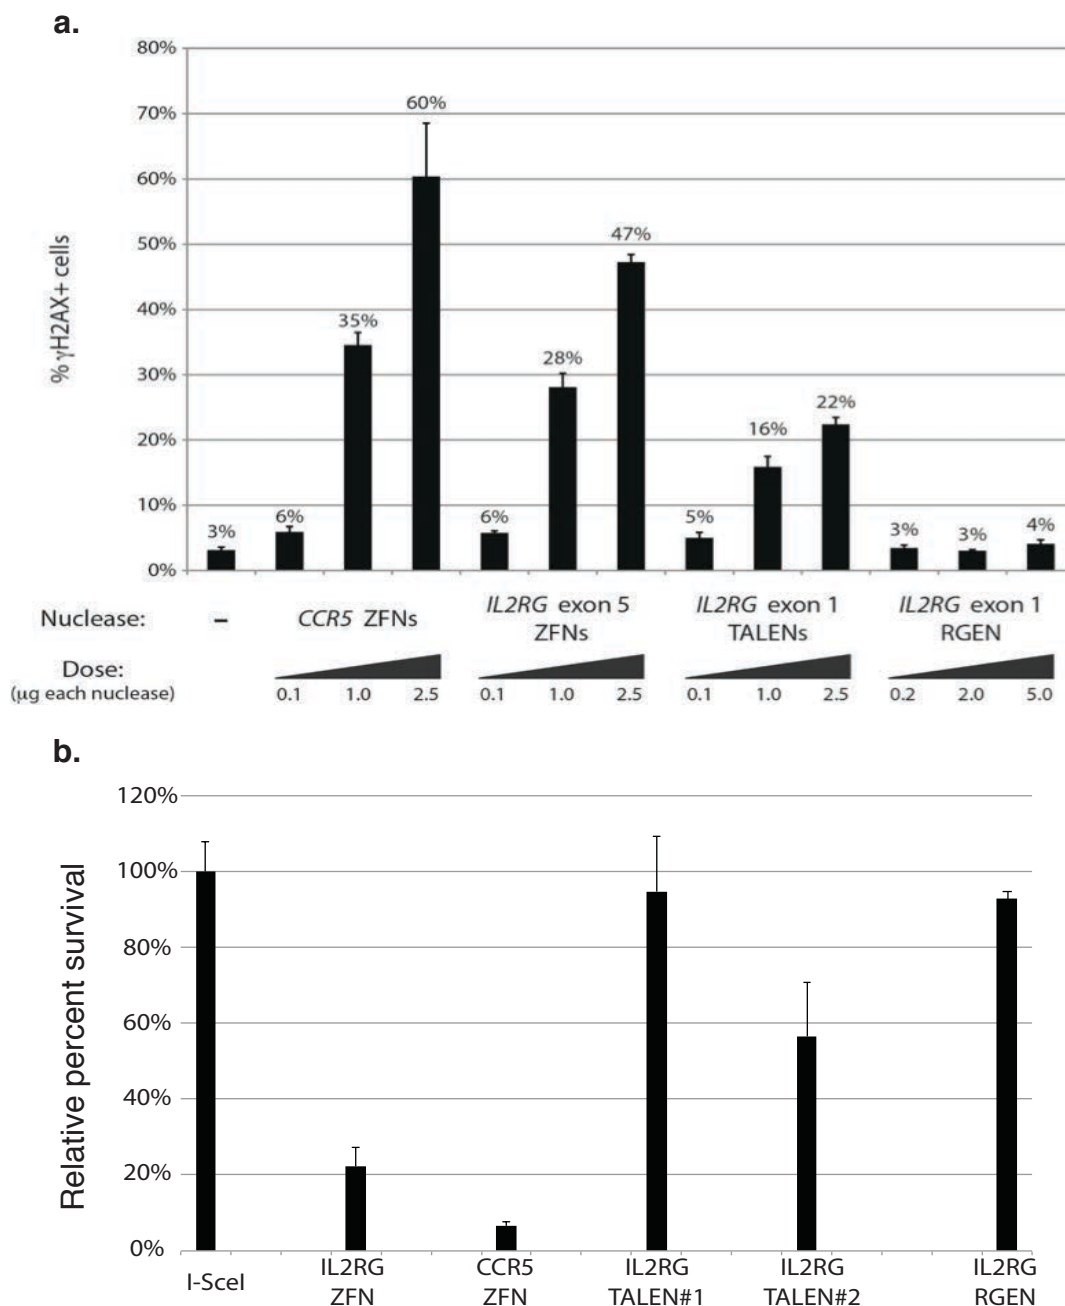 a.
80%
70%
60%
50%
40%
30%
20%
10%
0%
% γH2AX+ cells
3%
6%
35%
60%
6%
28%
47%
5%
16%
22%
3%
3%
4%
Nuclease:
–
CCR5 ZFNs
IL2RG exon 5
ZFNs
IL2RG exon 1
TALENs
IL2RG exon 1
RGEN
Dose:
(μg each nuclease)
0.1 1.0 2.5
0.1 1.0 2.5
0.1 1.0 2.5
0.2 2.0 5.0
b.
120%
100%
80%
60%
40%
20%
0%
Relative percent survival
I-SceI
IL2RG
ZFN
CCR5
ZFN
IL2RG
TALEN#1
IL2RG
TALEN#2
IL2RG
RGEN